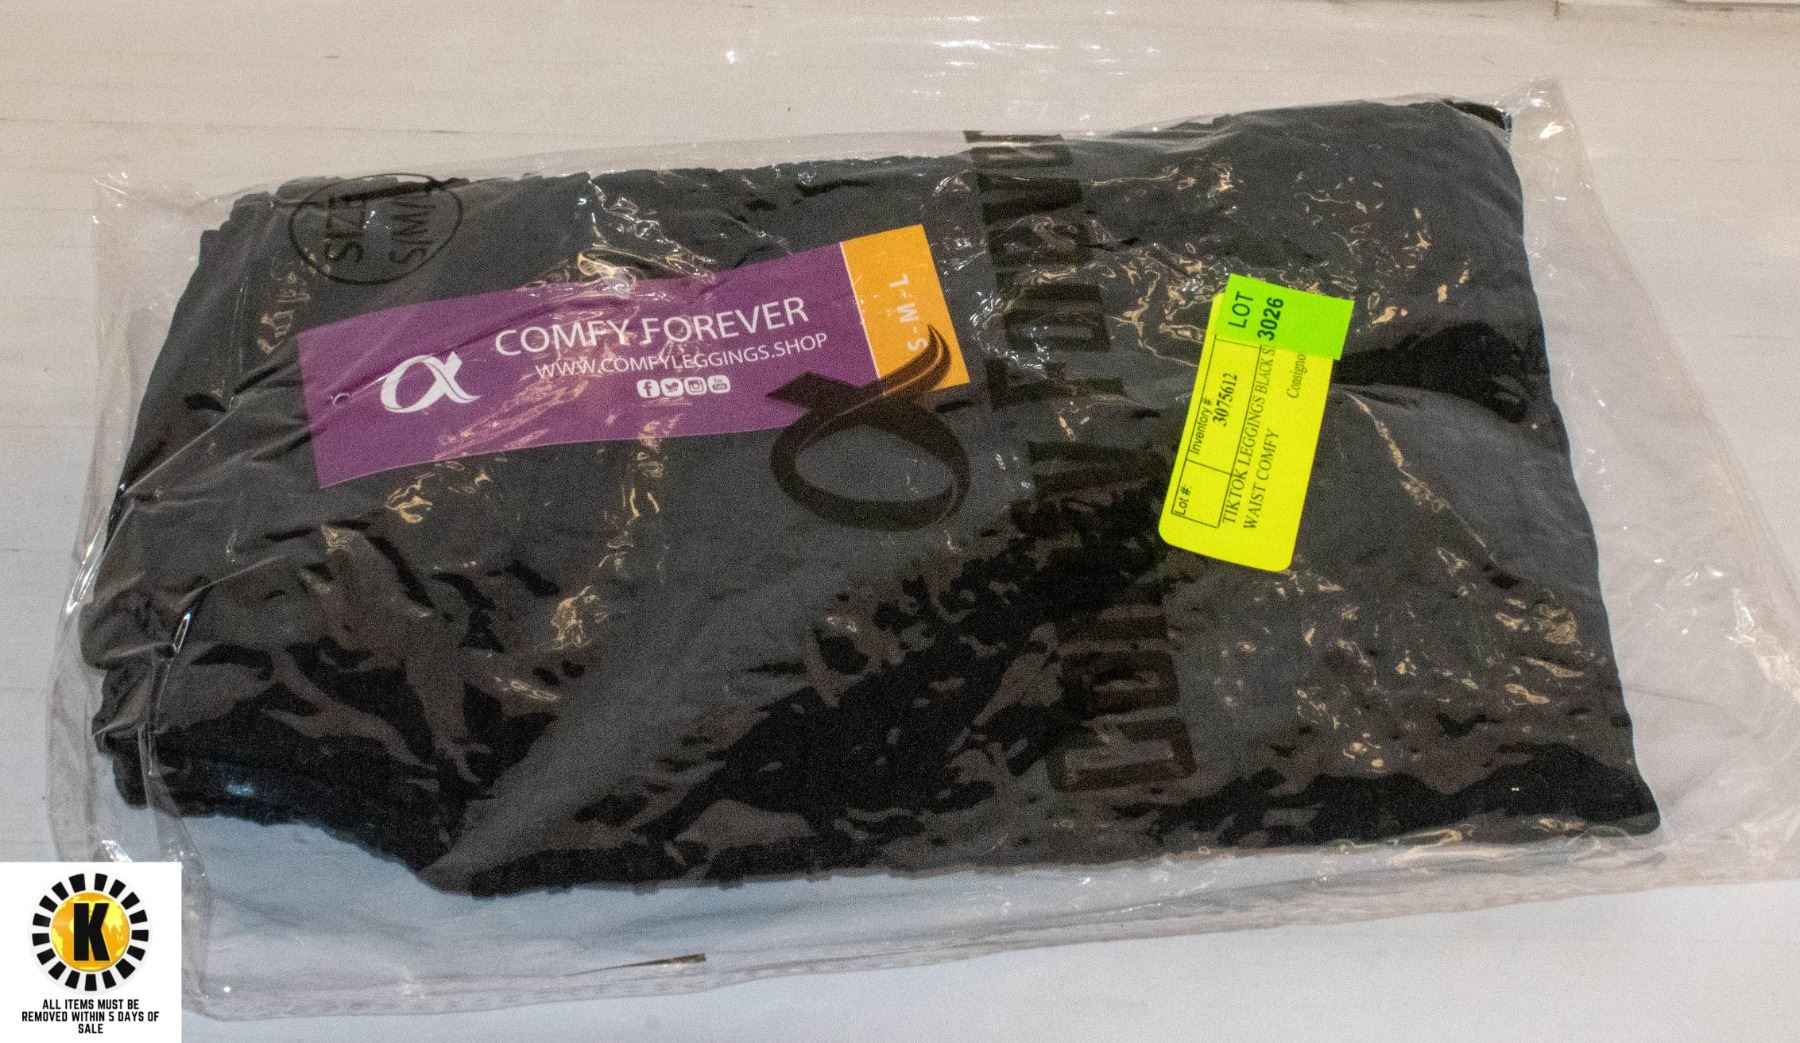 SIZE
S/M/L
COMFY FOREVER
WWW.COMFYLEGGINGS.SHOP
S-M-L
LOT
3026
Lot #:
Inventory #:
3075612
TIKTOK LEGGINGS BLACK
WAIST COMFY
K
ALL ITEMS MUST BE
REMOVED WITHIN 5 DAYS OF
SALE